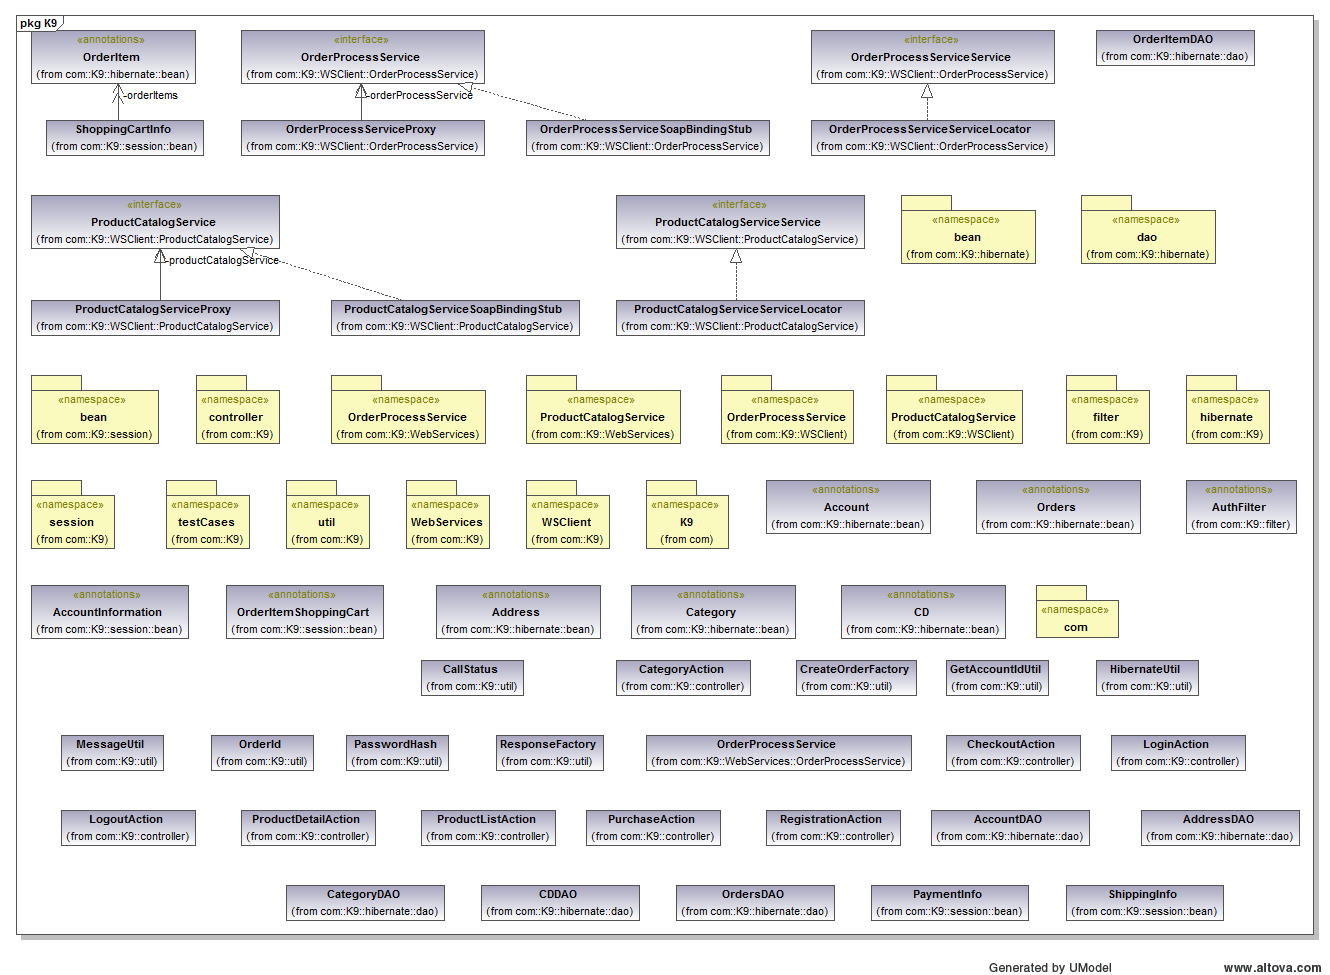 pkg K9
«annotations»
OrderItem
(from com::K9::hibernate::bean)
«interface»
OrderProcessService
(from com::K9::WSClient::OrderProcessService)
«interface»
OrderProcessServiceService
(from com::K9::WSClient::OrderProcessService)
OrderItemDAO
(from com::K9::hibernate::dao)
-orderItems
-orderProcessService
ShoppingCartInfo
(from com::K9::session::bean)
OrderProcessServiceProxy
(from com::K9::WSClient::OrderProcessService)
OrderProcessServiceSoapBindingStub
(from com::K9::WSClient::OrderProcessService)
OrderProcessServiceServiceLocator
(from com::K9::WSClient::OrderProcessService)
«interface»
ProductCatalogService
(from com::K9::WSClient::ProductCatalogService)
«interface»
ProductCatalogServiceService
(from com::K9::WSClient::ProductCatalogService)
«namespace»
bean
(from com::K9::hibernate)
«namespace»
dao
(from com::K9::hibernate)
-productCatalogService
ProductCatalogServiceProxy
(from com::K9::WSClient::ProductCatalogService)
ProductCatalogServiceSoapBindingStub
(from com::K9::WSClient::ProductCatalogService)
ProductCatalogServiceServiceLocator
(from com::K9::WSClient::ProductCatalogService)
«namespace»
bean
(from com::K9::session)
«namespace»
controller
(from com::K9)
«namespace»
OrderProcessService
(from com::K9::WebServices)
«namespace»
ProductCatalogService
(from com::K9::WebServices)
«namespace»
OrderProcessService
(from com::K9::WSClient)
«namespace»
ProductCatalogService
(from com::K9::WSClient)
«namespace»
filter
(from com::K9)
«namespace»
hibernate
(from com::K9)
«namespace»
session
(from com::K9)
«namespace»
testCases
(from com::K9)
«namespace»
util
(from com::K9)
«namespace»
WebServices
(from com::K9)
«namespace»
WSClient
(from com::K9)
«namespace»
K9
(from com)
«annotations»
Account
(from com::K9::hibernate::bean)
«annotations»
Orders
(from com::K9::hibernate::bean)
«annotations»
AuthFilter
(from com::K9::filter)
«annotations»
AccountInformation
(from com::K9::session::bean)
«annotations»
OrderItemShoppingCart
(from com::K9::session::bean)
«annotations»
Address
(from com::K9::hibernate::bean)
«annotations»
Category
(from com::K9::hibernate::bean)
«annotations»
CD
(from com::K9::hibernate::bean)
«namespace»
com
CallStatus
(from com::K9::util)
CategoryAction
(from com::K9::controller)
CreateOrderFactory
(from com::K9::util)
GetAccountIdUtil
(from com::K9::util)
HibernateUtil
(from com::K9::util)
MessageUtil
(from com::K9::util)
OrderId
(from com::K9::util)
PasswordHash
(from com::K9::util)
ResponseFactory
(from com::K9::util)
OrderProcessService
(from com::K9::WebServices::OrderProcessService)
CheckoutAction
(from com::K9::controller)
LoginAction
(from com::K9::controller)
LogoutAction
(from com::K9::controller)
ProductDetailAction
(from com::K9::controller)
ProductListAction
(from com::K9::controller)
PurchaseAction
(from com::K9::controller)
RegistrationAction
(from com::K9::controller)
AccountDAO
(from com::K9::hibernate::dao)
AddressDAO
(from com::K9::hibernate::dao)
CategoryDAO
(from com::K9::hibernate::dao)
CDDAO
(from com::K9::hibernate::dao)
OrdersDAO
(from com::K9::hibernate::dao)
PaymentInfo
(from com::K9::session::bean)
ShippingInfo
(from com::K9::session::bean)
Generated by UModel
www.altova.com